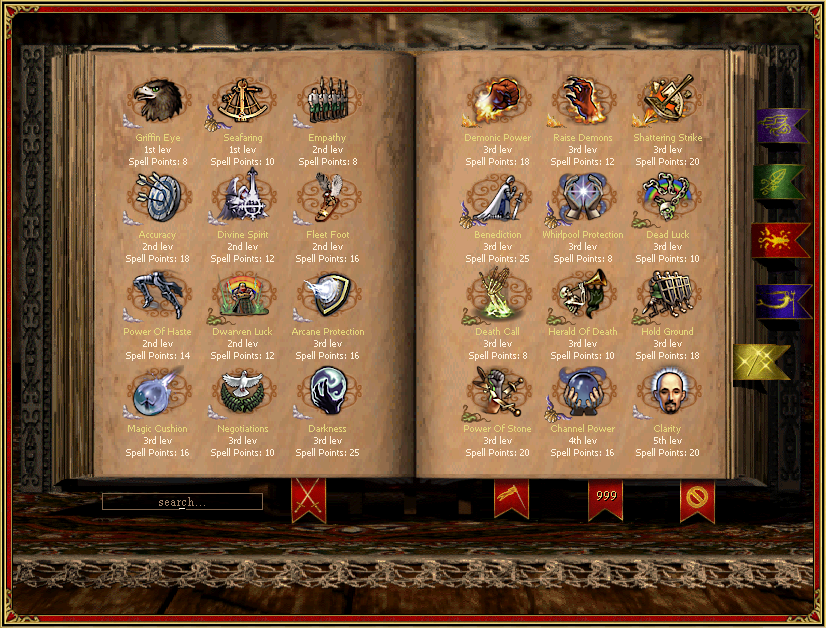 Griffin Eye
1st lev
Spell Points: 8
Seafaring
1st lev
Spell Points: 10
Empathy
2nd lev
Spell Points: 8
Accuracy
2nd lev
Spell Points: 18
Divine Spirit
2nd lev
Spell Points: 12
Fleet Foot
2nd lev
Spell Points: 16
Power Of Haste
2nd lev
Spell Points: 14
Dwarven Luck
2nd lev
Spell Points: 12
Arcane Protection
3rd lev
Spell Points: 16
Magic Cushion
3rd lev
Spell Points: 16
Negotiations
3rd lev
Spell Points: 10
Darkness
3rd lev
Spell Points: 25
Demonic Power
3rd lev
Spell Points: 18
Raise Demons
3rd lev
Spell Points: 12
Shattering Strike
3rd lev
Spell Points: 20
Benediction
3rd lev
Spell Points: 25
Whirlpool Protection
3rd lev
Spell Points: 8
Dead Luck
3rd lev
Spell Points: 10
Death Call
3rd lev
Spell Points: 8
Herald Of Death
3rd lev
Spell Points: 10
Hold Ground
3rd lev
Spell Points: 18
Power Of Stone
3rd lev
Spell Points: 20
Channel Power
4th lev
Spell Points: 16
Clarity
5th lev
Spell Points: 20
search...
999